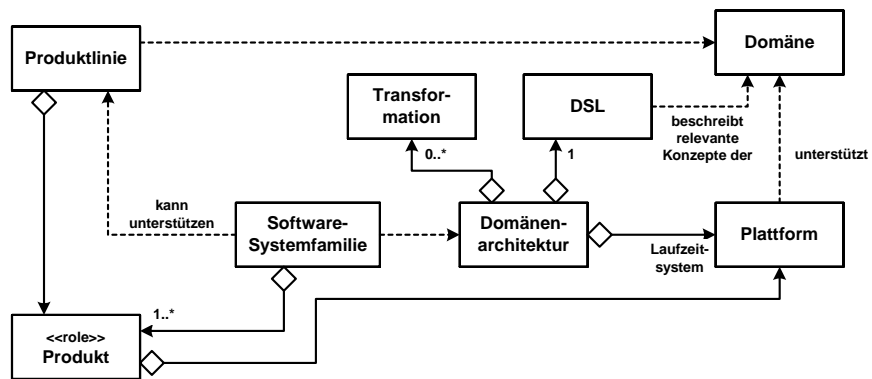 Produktlinie
Domäne
Transfor-
mation
DSL
beschreibt
relevante
Konzepte der
unterstützt
0..*
1
kann
unterstützen
Software-
Systemfamilie
Domänen-
architektur
Laufzeit-
system
Plattform
1..*
<<role>>
Produkt